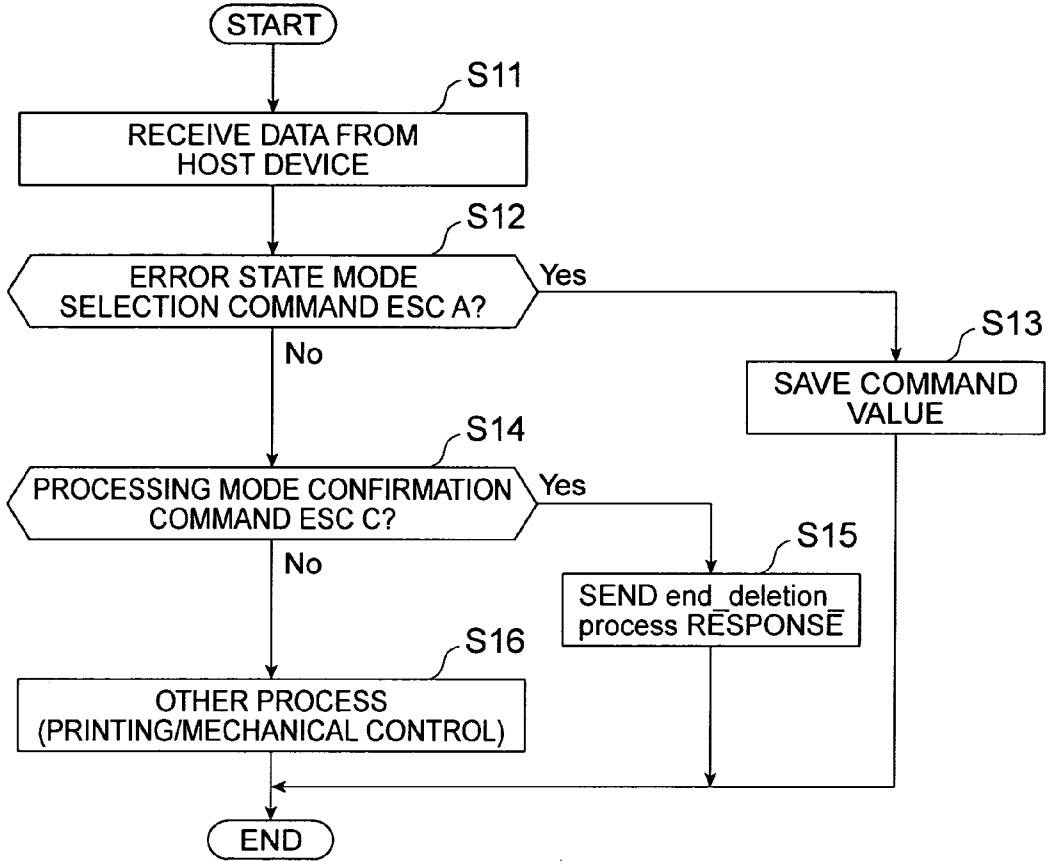 START
S11
RECEIVE DATA FROM
HOST DEVICE
S12
ERROR STATE MODE
SELECTION COMMAND ESC A?
Yes
No
S13
SAVE COMMAND
VALUE
S14
PROCESSING MODE CONFIRMATION
COMMAND ESC C?
Yes
No
S15
SEND end_deletion_
process RESPONSE
S16
OTHER PROCESS
(PRINTING/MECHANICAL CONTROL)
END